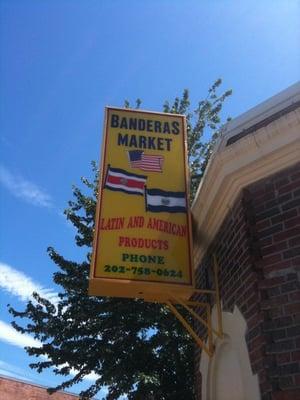 BANDERAS
MARKET
LATIN AND AMERICAN
PRODUCTS
PHONE
202-758-0624